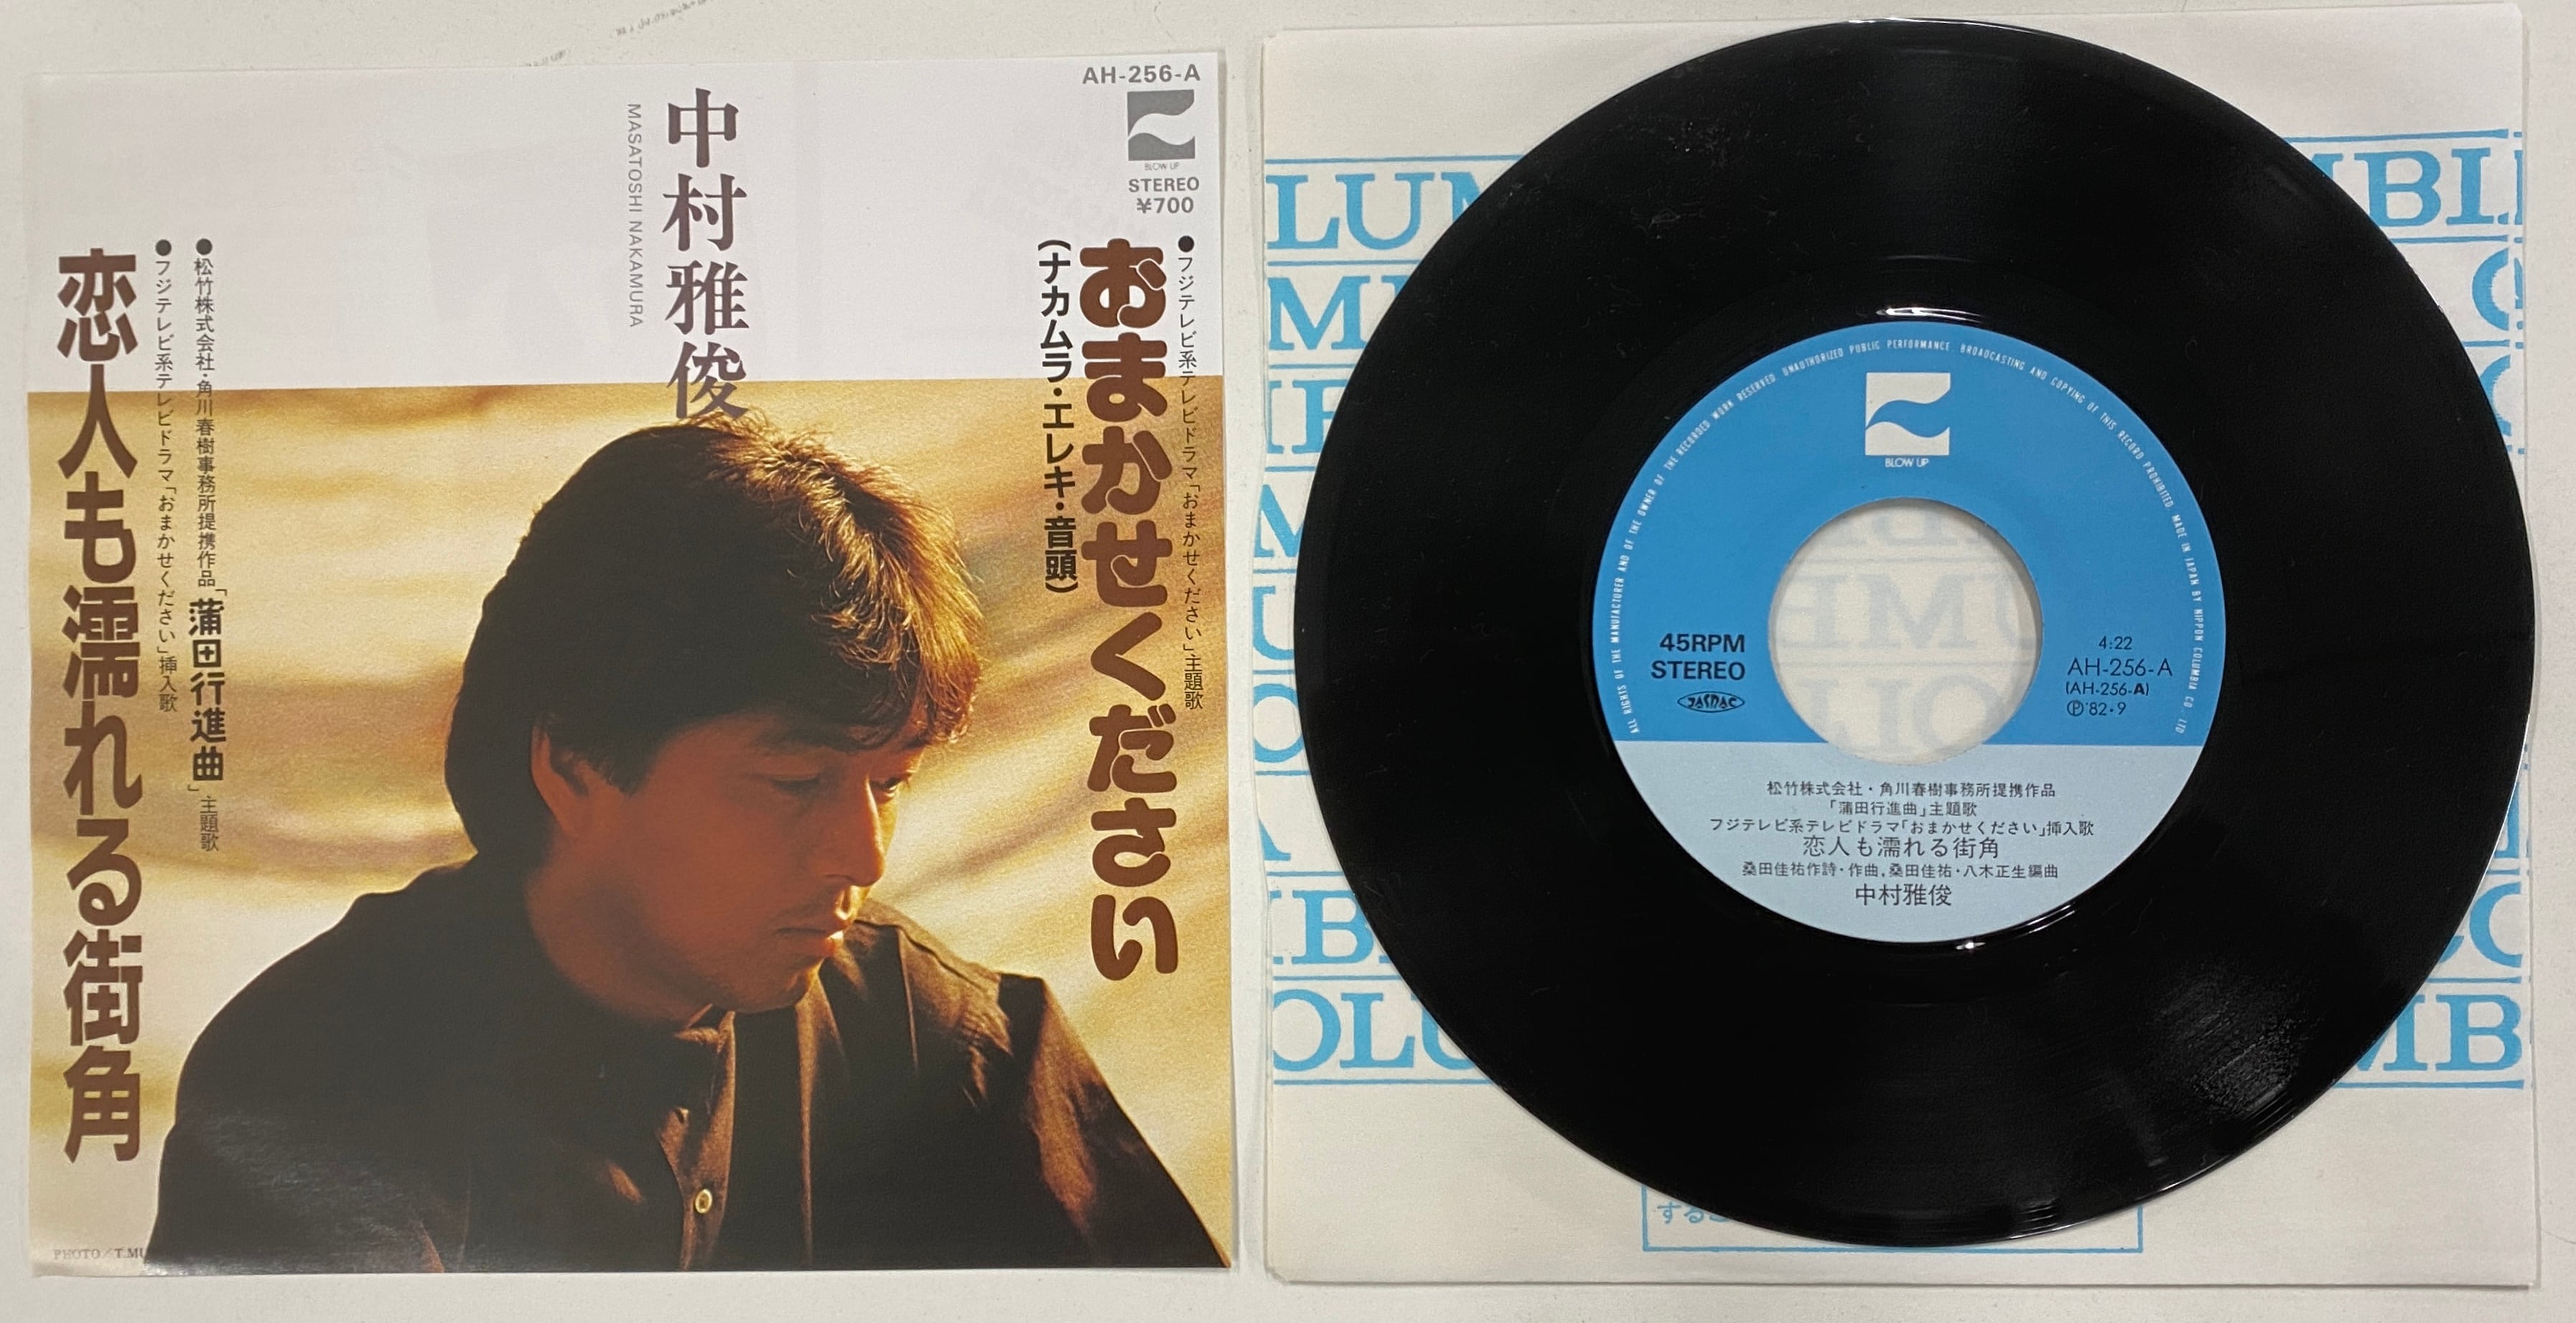 AH-256-A
BLOW UP
STEREO
¥700
●フジテレビ系テレビドラマ「おまかせください」主題歌
おまかせください
(ナカムラ・エレキ・音頭)
中村雅俊
MASATOSHI NAKAMURA
●松竹株式会社・角川春樹事務所提携作品「蒲田行進曲」主題歌
●フジテレビ系テレビドラマ「おまかせください」挿入歌
恋人も濡れる街角
PHOTO/T.MU
ALL RIGHTS OF THE MANUFACTURER AND OF THE OWNER OF THE RECORDED WORK RESERVED UNAUTHORIZED PUBLIC PERFORMANCE BROADCASTING AND COPYING OF THIS RECORD PROHIBITED MADE IN JAPAN BY NIPPON COLUMBIA CO. LTD
BLOW UP
45RPM
STEREO
JASRAC
4:22
AH-256-A
(AH-256-A)
Ⓟ'82・9
松竹株式会社・角川春樹事務所提携作品
「蒲田行進曲」主題歌
フジテレビ系テレビドラマ「おまかせください」挿入歌
恋人も濡れる街角
桑田佳祐作詩・作曲,桑田佳祐・八木正生編曲
中村雅俊